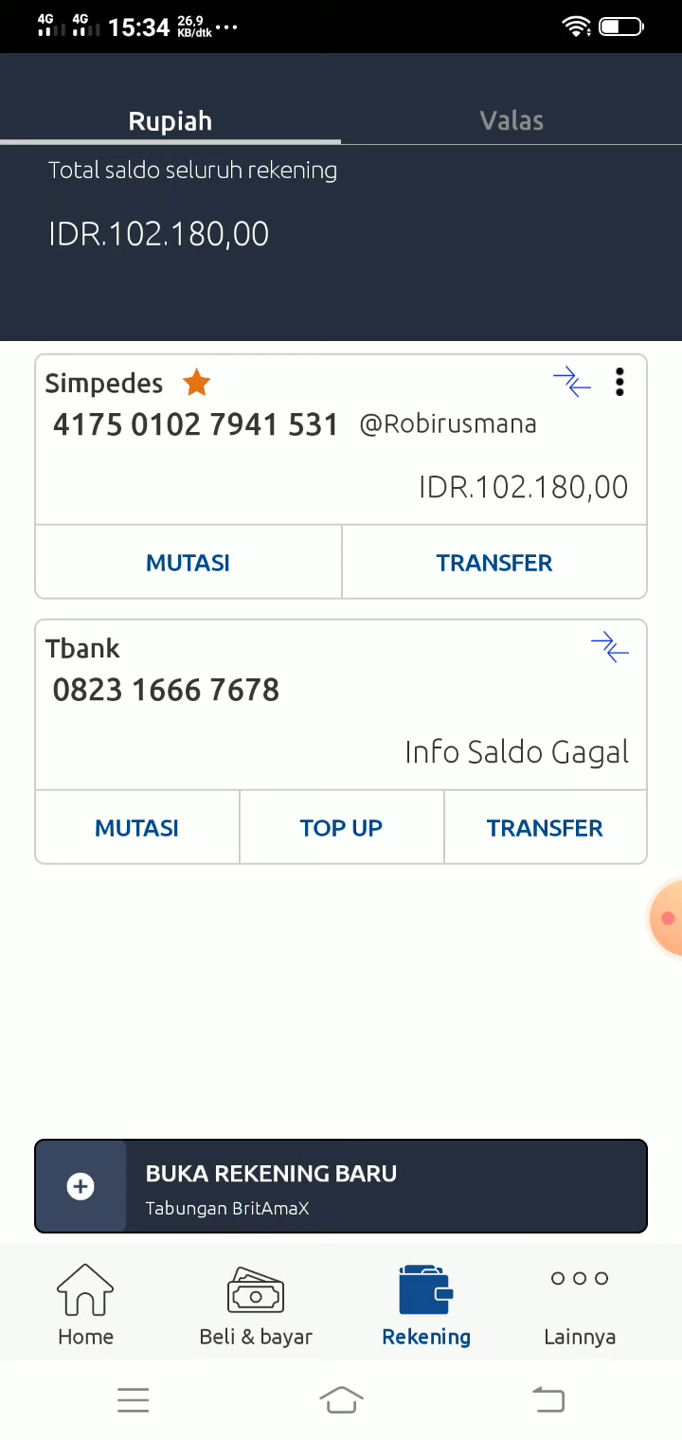 4G 4G 15:34 26,9 KB/dtk ...
Rupiah Valas
Total saldo seluruh rekening
IDR.102.180,00
Simpedes
4175 0102 7941 531 @Robirusmana
IDR.102.180,00
MUTASI TRANSFER
Tbank
0823 1666 7678
Info Saldo Gagal
MUTASI TOP UP TRANSFER
BUKA REKENING BARU
Tabungan BritAmaX
Home Beli & bayar Rekening Lainnya